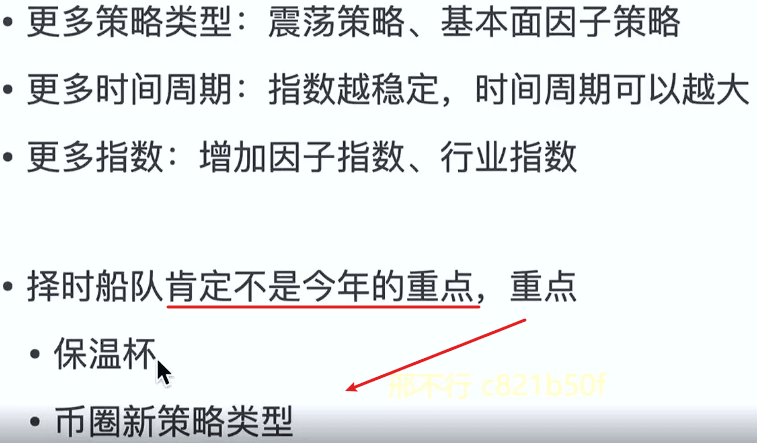 • 更多策略类型：震荡策略、基本面因子策略
• 更多时间周期：指数越稳定，时间周期可以越大
• 更多指数：增加因子指数、行业指数
• 择时船队肯定不是今年的重点，重点
• 保温杯
邢不行 c821b50f
• 币圈新策略类型